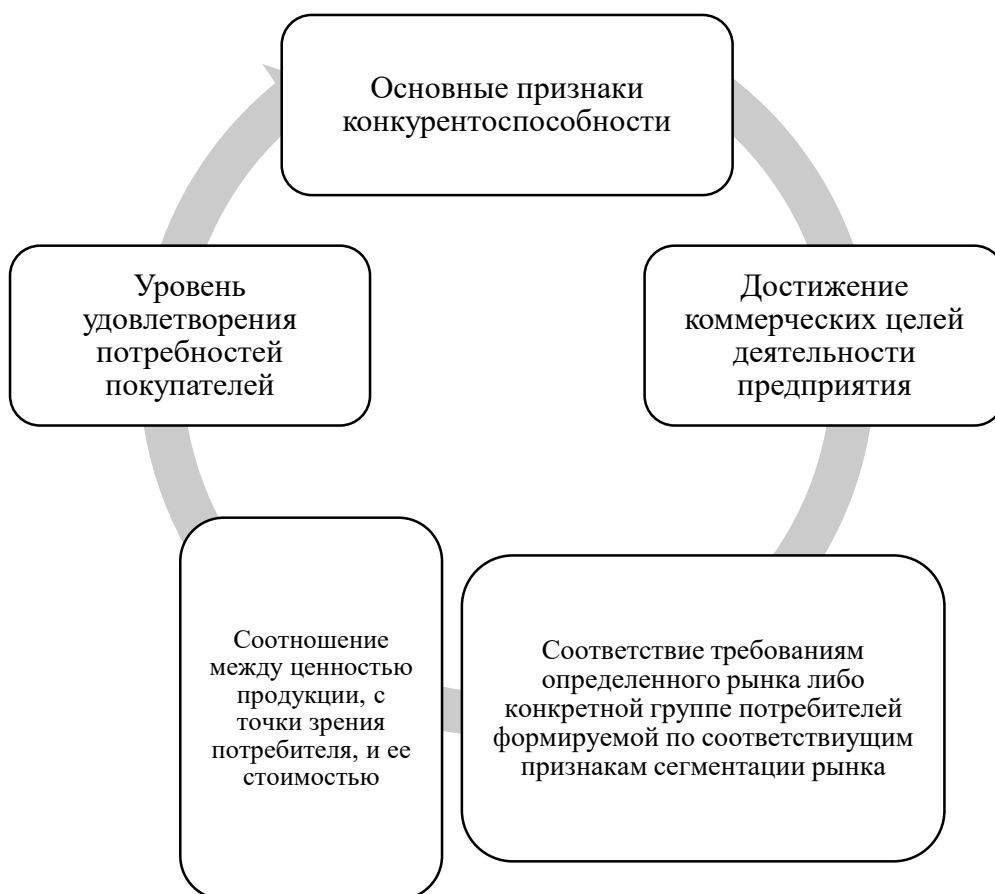 Основные признаки
конкурентоспособности
Уровень
удовлетворения
потребностей
покупателей
Достижение
коммерческих целей
деятельности
предприятия
Соотношение
между ценностью
продукции, с
точки зрения
потребителя, и ее
стоимостью
Соответствие требованиям
определенного рынка либо
конкретной группе потребителей
формируемой по соответствиущим
признакам сегментации рынка